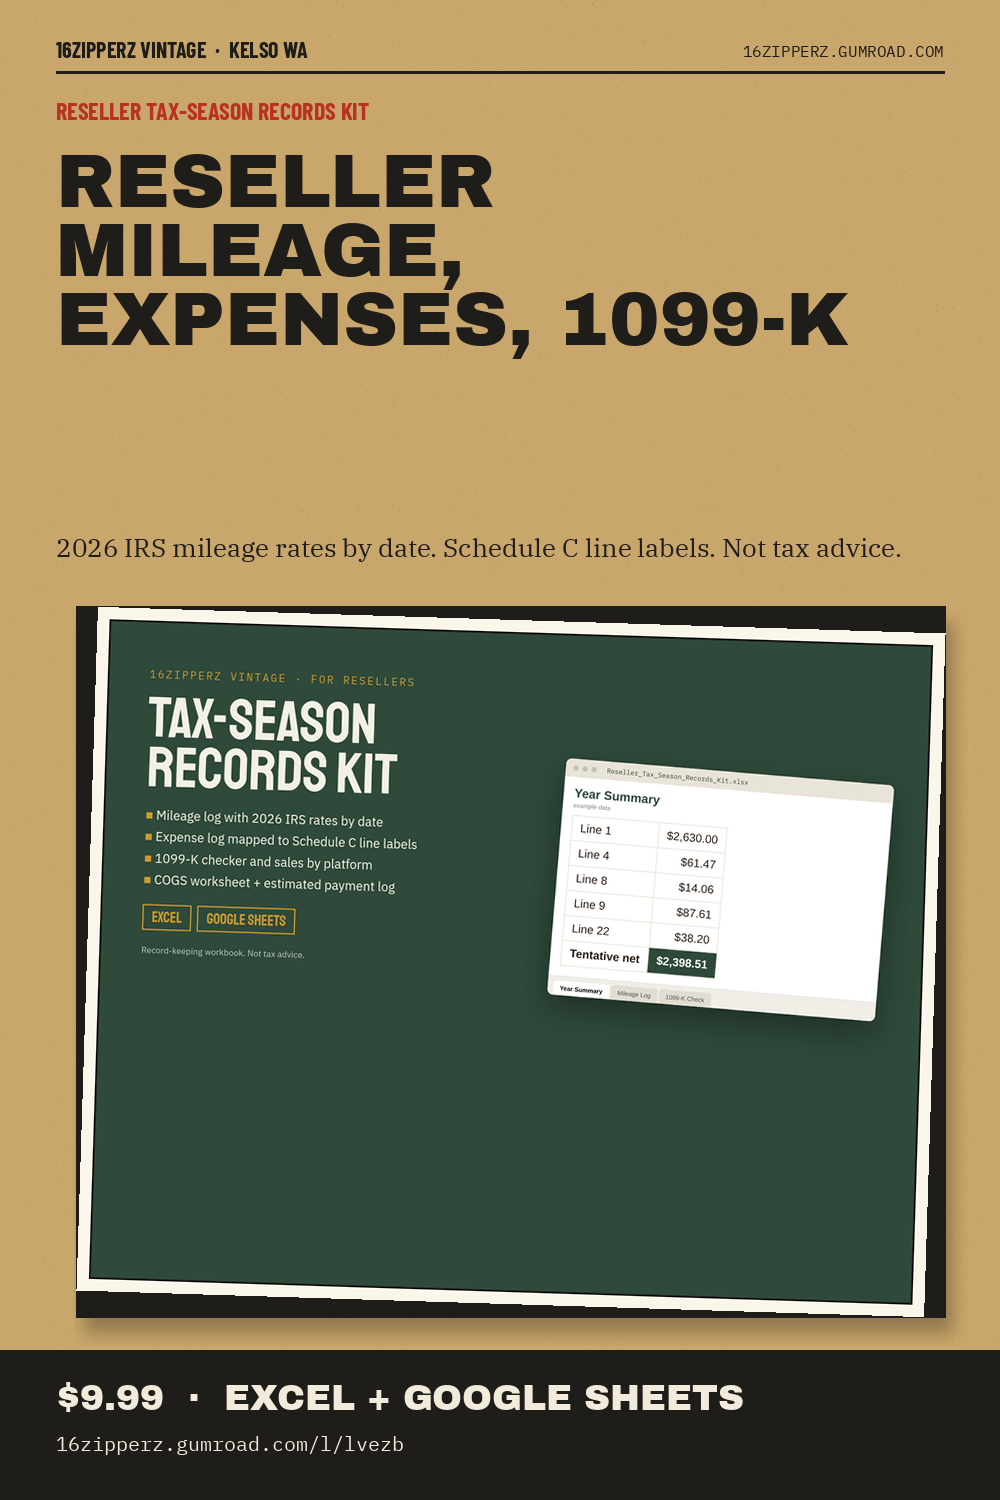 16ZIPPERZ VINTAGE · KELSO WA
16ZIPPERZ.GUMROAD.COM
RESELLER TAX-SEASON RECORDS KIT
RESELLER
MILEAGE,
EXPENSES, 1099-K
2026 IRS mileage rates by date. Schedule C line labels. Not tax advice.
16ZIPPERZ VINTAGE · FOR RESELLERS
TAX-SEASON
RECORDS KIT
Mileage log with 2026 IRS rates by date
Expense log mapped to Schedule C line labels
1099-K checker and sales by platform
COGS worksheet + estimated payment log
EXCEL
GOOGLE SHEETS
Record-keeping workbook. Not tax advice.
Reseller_Tax_Season_Records_Kit.xlsx
Year Summary
example data
Line 1 $2,630.00
Line 4 $61.47
Line 8 $14.06
Line 9 $87.61
Line 22 $38.20
Tentative net $2,398.51
Year Summary
Mileage Log
1099-K Check
$9.99 · EXCEL + GOOGLE SHEETS
16zipperz.gumroad.com/l/lvezb